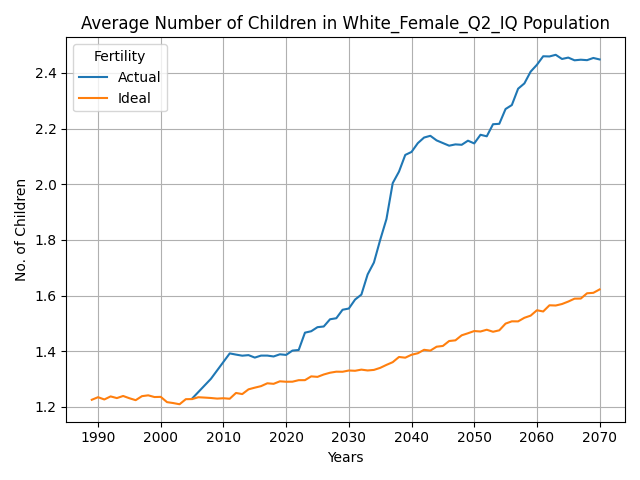 Average Number of Children in White_Female_Q2_IQ Population
Fertility
Actual
Ideal
No. of Children
2.4
2.2
2.0
1.8
1.6
1.4
1.2
1990 2000 2010 2020 2030 2040 2050 2060 2070
Years